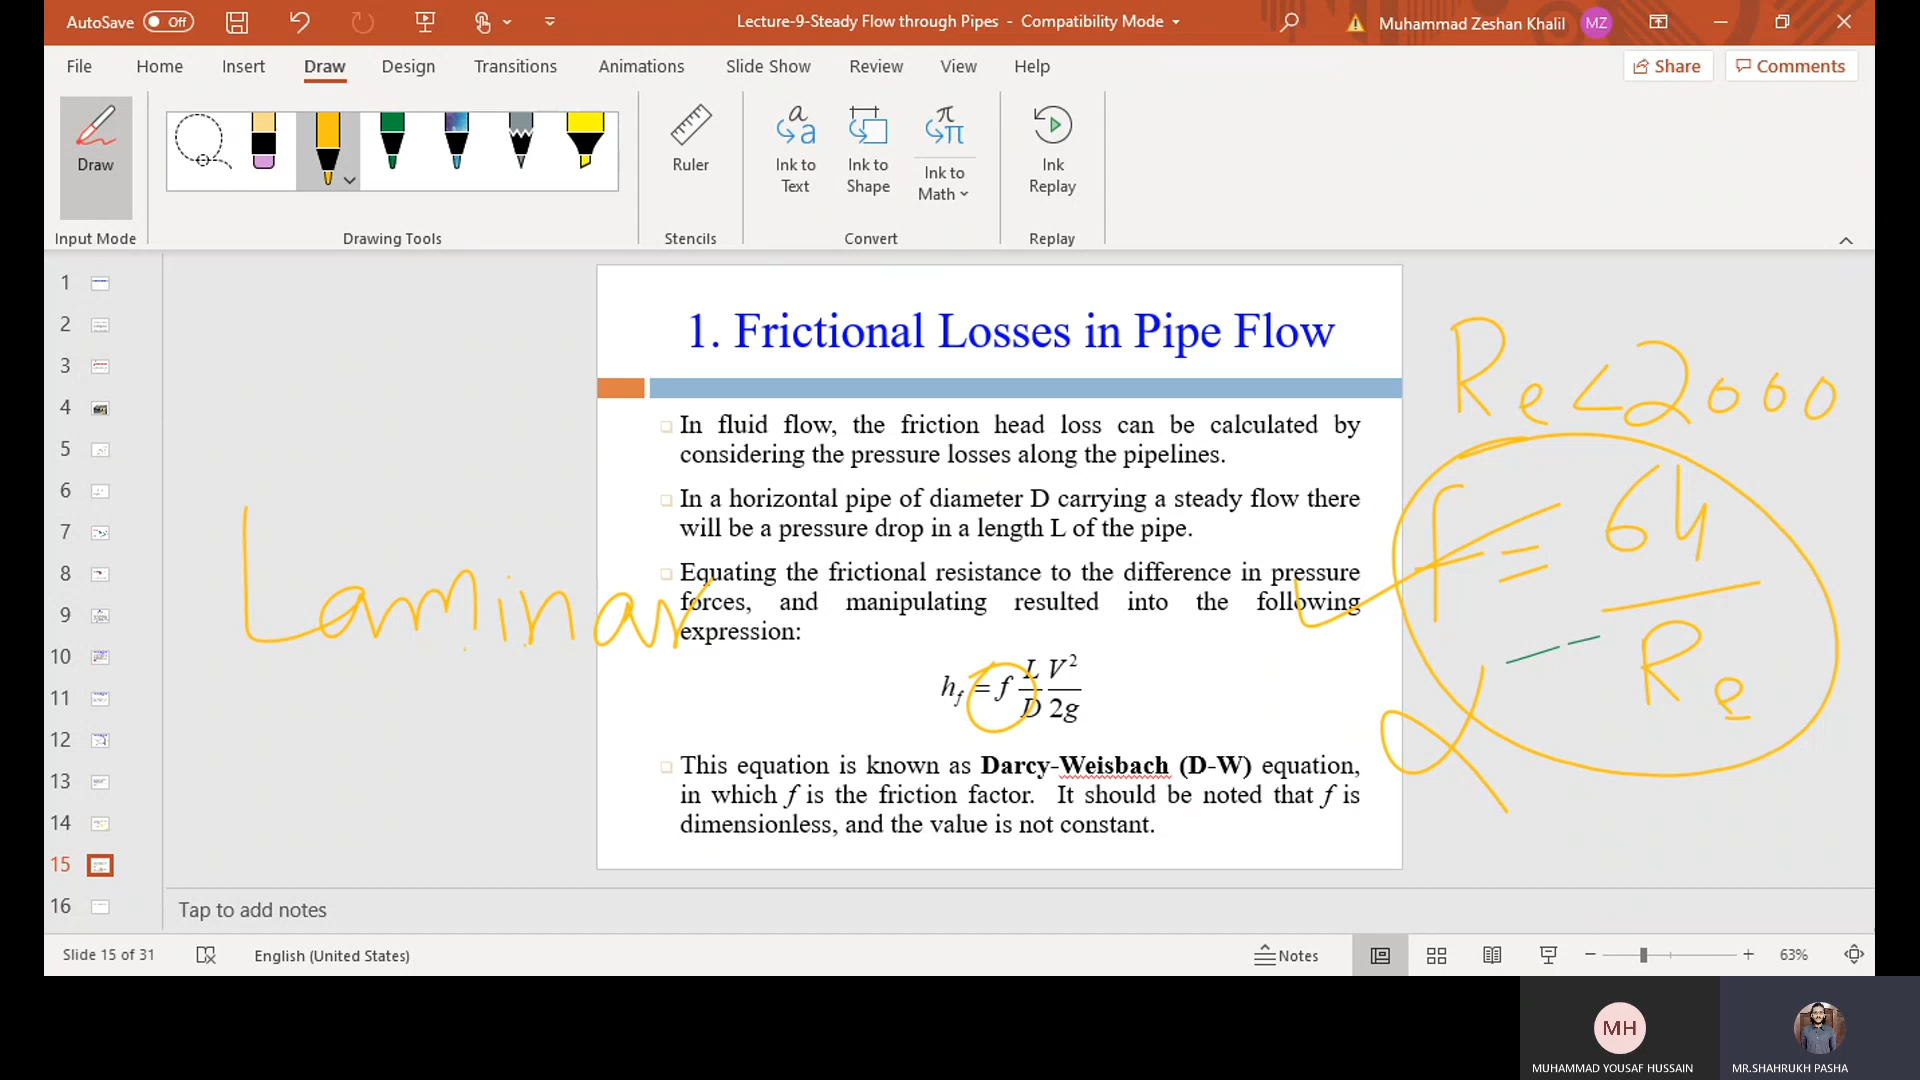 AutoSave Off
Lecture-9-Steady Flow through Pipes - Compatibility Mode
Muhammad Zeshan Khalil MZ
File Home Insert Draw Design Transitions Animations Slide Show Review View Help
Share Comments
Draw
Input Mode
Drawing Tools
Ruler
Stencils
Ink to Text
Ink to Shape
Ink to Math
Convert
Ink Replay
Replay
1
2
3
4
5
6
7
8
9
10
11
12
13
14
15
16
1. Frictional Losses in Pipe Flow
In fluid flow, the friction head loss can be calculated by
considering the pressure losses along the pipelines.
In a horizontal pipe of diameter D carrying a steady flow there
will be a pressure drop in a length L of the pipe.
Equating the frictional resistance to the difference in pressure
forces, and manipulating resulted into the following
expression:
h_f = f L/D V²/2g
This equation is known as Darcy-Weisbach (D-W) equation,
in which f is the friction factor. It should be noted that f is
dimensionless, and the value is not constant.
Laminar
Re<2000
f = 64/Re
Tap to add notes
Slide 15 of 31
English (United States)
Notes
63%
MH
MUHAMMAD YOUSAF HUSSAIN
MR.SHAHRUKH PASHA